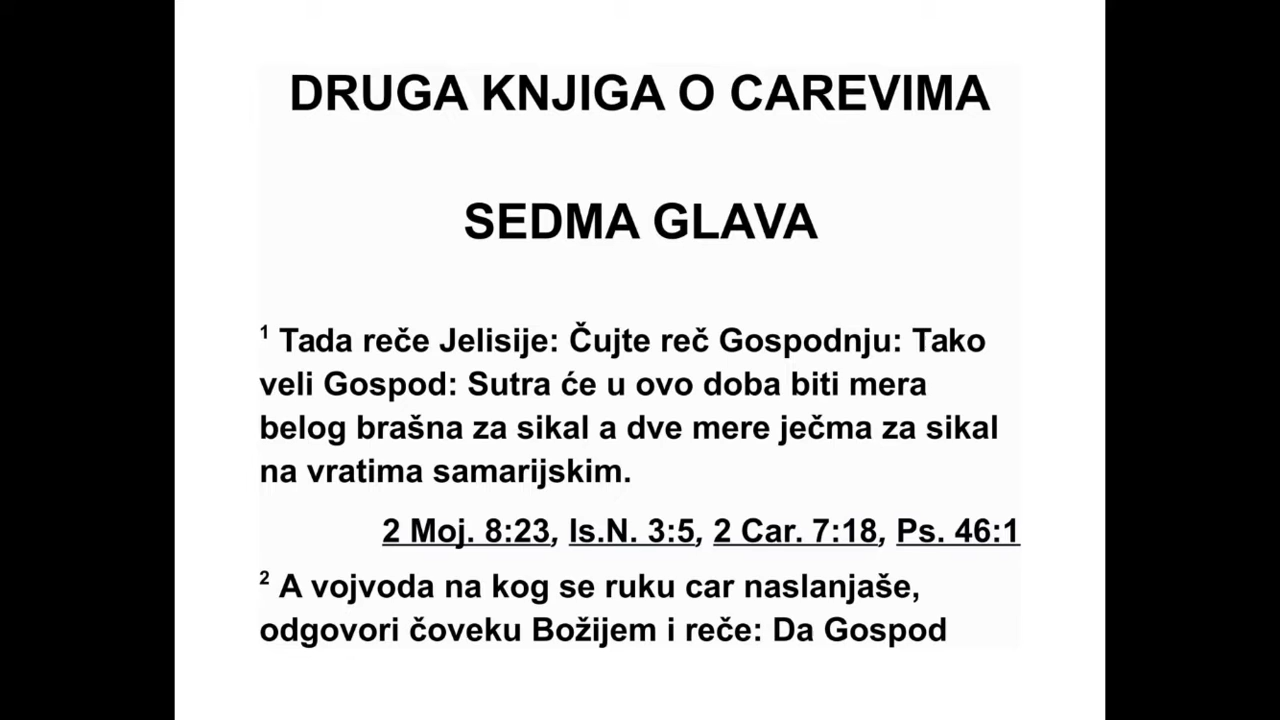 DRUGA KNJIGA O CAREVIMA
SEDMA GLAVA
1 Tada reče Jelisije: Čujte reč Gospodnju: Tako
veli Gospod: Sutra će u ovo doba biti mera
belog brašna za sikal a dve mere ječma za sikal
na vratima samarijskim.
2 Moj. 8:23, Is.N. 3:5, 2 Car. 7:18, Ps. 46:1
2 A vojvoda na kog se ruku car naslanjaše,
odgovori čoveku Božijem i reče: Da Gospod